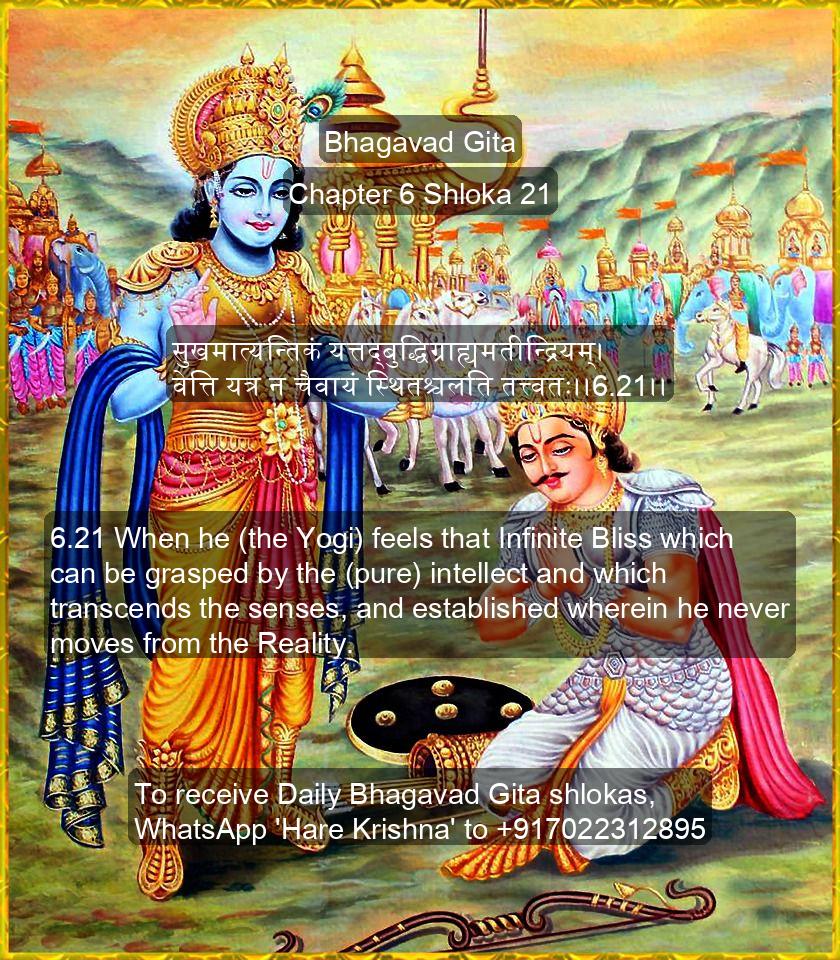 Bhagavad Gita
Chapter 6 Shloka 21
सुखमात्यन्तिकं यत्तद्बुद्धिग्राह्यमतीन्द्रियम्।
वेत्ति यत्र न चैवायं स्थितश्चलति तत्त्वतः।।6.21।।
6.21 When he (the Yogi) feels that Infinite Bliss which
can be grasped by the (pure) intellect and which
transcends the senses, and established wherein he never
moves from the Reality.
To receive Daily Bhagavad Gita shlokas,
WhatsApp 'Hare Krishna' to +917022312895